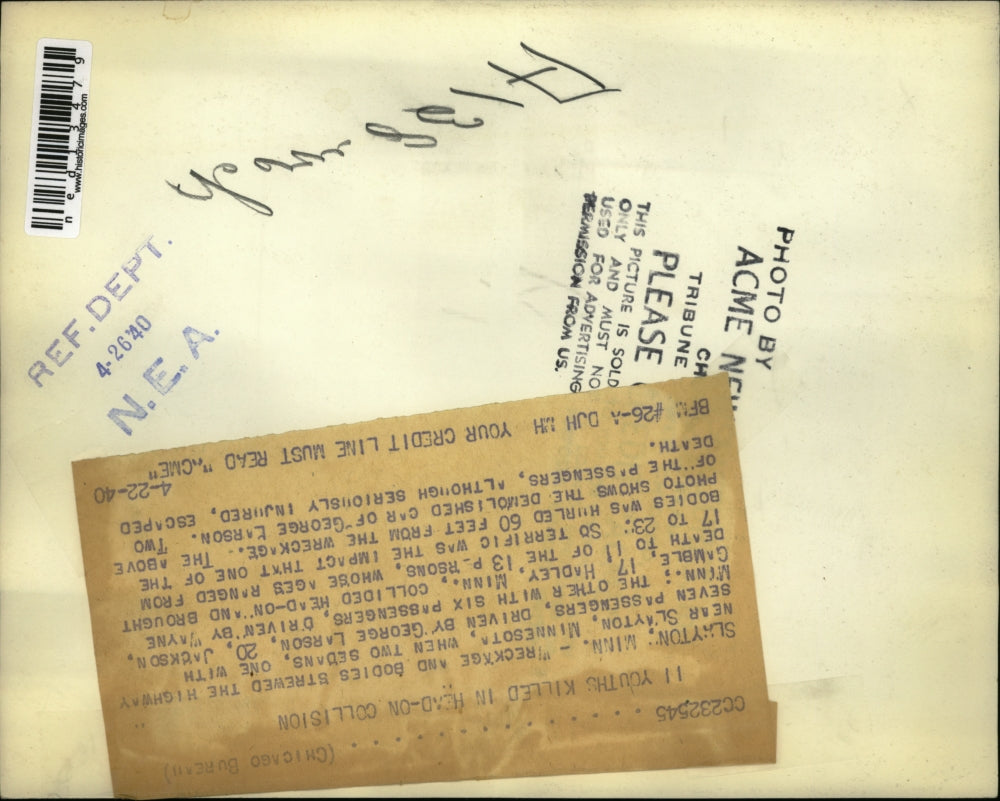 ned13479
www.historicimages.com
REF. DEPT.
4-26'40
N. E. A.
PHOTO BY
ACME NEW
CH
TRIBUNE
PLEASE
THIS PICTURE IS SOLD
ONLY AND MUST NO
USED FOR ADVERTISING
PERMISSION FROM US.
CC232545 (CHICAGO BUREAU)
11 YOUTHS KILLED IN HEAD-ON COLLISION
SLAYTON, MINN. - WRECKAGE AND BODIES STREWED THE HIGHWAY
NEAR SLAYTON, MINNESOTA, WHEN TWO SEDANS, ONE WITH
SEVEN PASSENGERS, DRIVEN BY GEORGE LARSON, 20, JACKSON,
MINN.; THE OTHER WITH SIX PASSENGERS, DRIVEN BY WAYNE
GAMBLE, 17, HADLEY, MINN., COLLIDED HEAD-ON, AND BROUGHT
DEATH TO 11 OF THE 13 PERSONS, WHOSE AGES RANGED FROM
17 TO 23. SO TERRIFIC WAS THE IMPACT THAT ONE OF THE
BODIES WAS HURLED 60 FEET FROM THE WRECKAGE. THE ABOVE
PHOTO SHOWS THE DEMOLISHED CAR OF GEORGE LARSON. TWO
OF THE PASSENGERS, ALTHOUGH SERIOUSLY INJURED, ESCAPED
DEATH.
BFM #26-A DJH MH YOUR CREDIT LINE MUST READ "ACME" 4-22-40